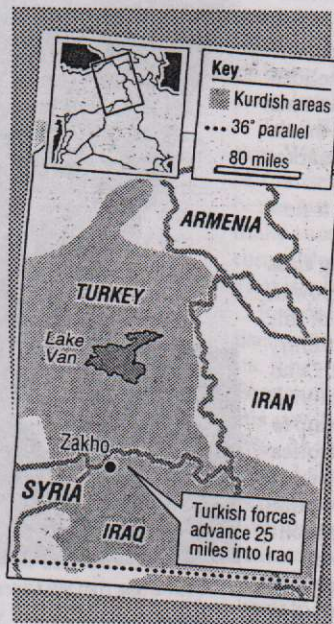 Key
Kurdish areas
36° parallel
80 miles
ARMENIA
TURKEY
Lake
Van
IRAN
Zakho
SYRIA
Turkish forces
advance 25
miles into Iraq
IRAQ